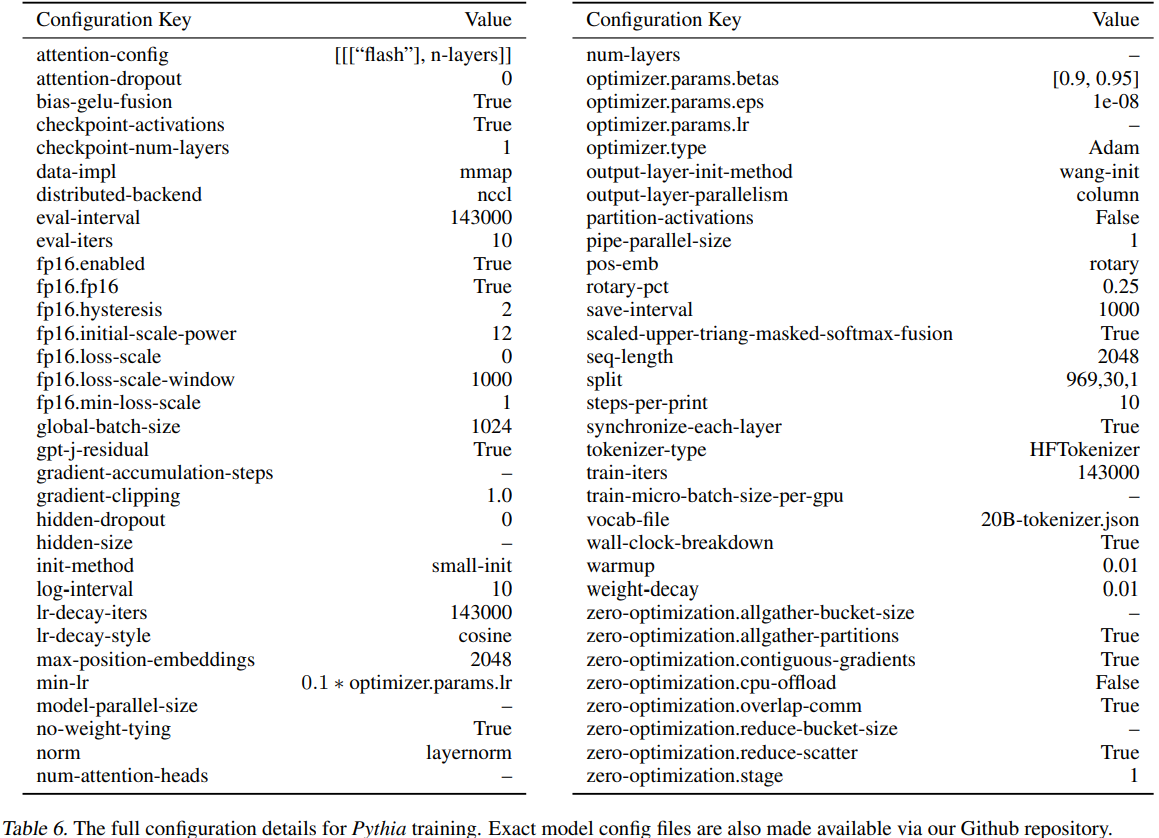 Configuration Key Value
attention-config [[[“flash”], n-layers]]
attention-dropout 0
bias-gelu-fusion True
checkpoint-activations True
checkpoint-num-layers 1
data-impl mmap
distributed-backend nccl
eval-interval 143000
eval-iters 10
fp16.enabled True
fp16.fp16 True
fp16.hysteresis 2
fp16.initial-scale-power 12
fp16.loss-scale 0
fp16.loss-scale-window 1000
fp16.min-loss-scale 1
global-batch-size 1024
gpt-j-residual True
gradient-accumulation-steps –
gradient-clipping 1.0
hidden-dropout 0
hidden-size –
init-method small-init
log-interval 10
lr-decay-iters 143000
lr-decay-style cosine
max-position-embeddings 2048
min-lr 0.1 ∗ optimizer.params.lr
model-parallel-size –
no-weight-tying True
norm layernorm
num-attention-heads –
Configuration Key Value
num-layers –
optimizer.params.betas [0.9, 0.95]
optimizer.params.eps 1e-08
optimizer.params.lr –
optimizer.type Adam
output-layer-init-method wang-init
output-layer-parallelism column
partition-activations False
pipe-parallel-size 1
pos-emb rotary
rotary-pct 0.25
save-interval 1000
scaled-upper-triang-masked-softmax-fusion True
seq-length 2048
split 969,30,1
steps-per-print 10
synchronize-each-layer True
tokenizer-type HFTokenizer
train-iters 143000
train-micro-batch-size-per-gpu –
vocab-file 20B-tokenizer.json
wall-clock-breakdown True
warmup 0.01
weight-decay 0.01
zero-optimization.allgather-bucket-size –
zero-optimization.allgather-partitions True
zero-optimization.contiguous-gradients True
zero-optimization.cpu-offload False
zero-optimization.overlap-comm True
zero-optimization.reduce-bucket-size –
zero-optimization.reduce-scatter True
zero-optimization.stage 1
Table 6. The full configuration details for Pythia training. Exact model config files are also made available via our Github repository.